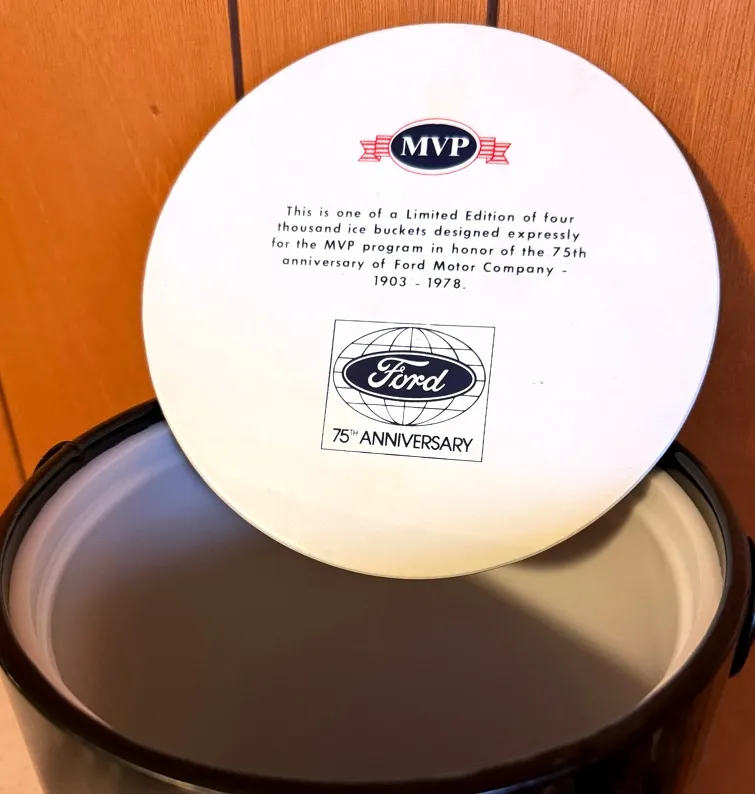 MVP
This is one of a Limited Edition of four
thousand ice buckets designed expressly
for the MVP program in honor of the 75th
anniversary of Ford Motor Company -
1903 - 1978.
Ford
75TH ANNIVERSARY